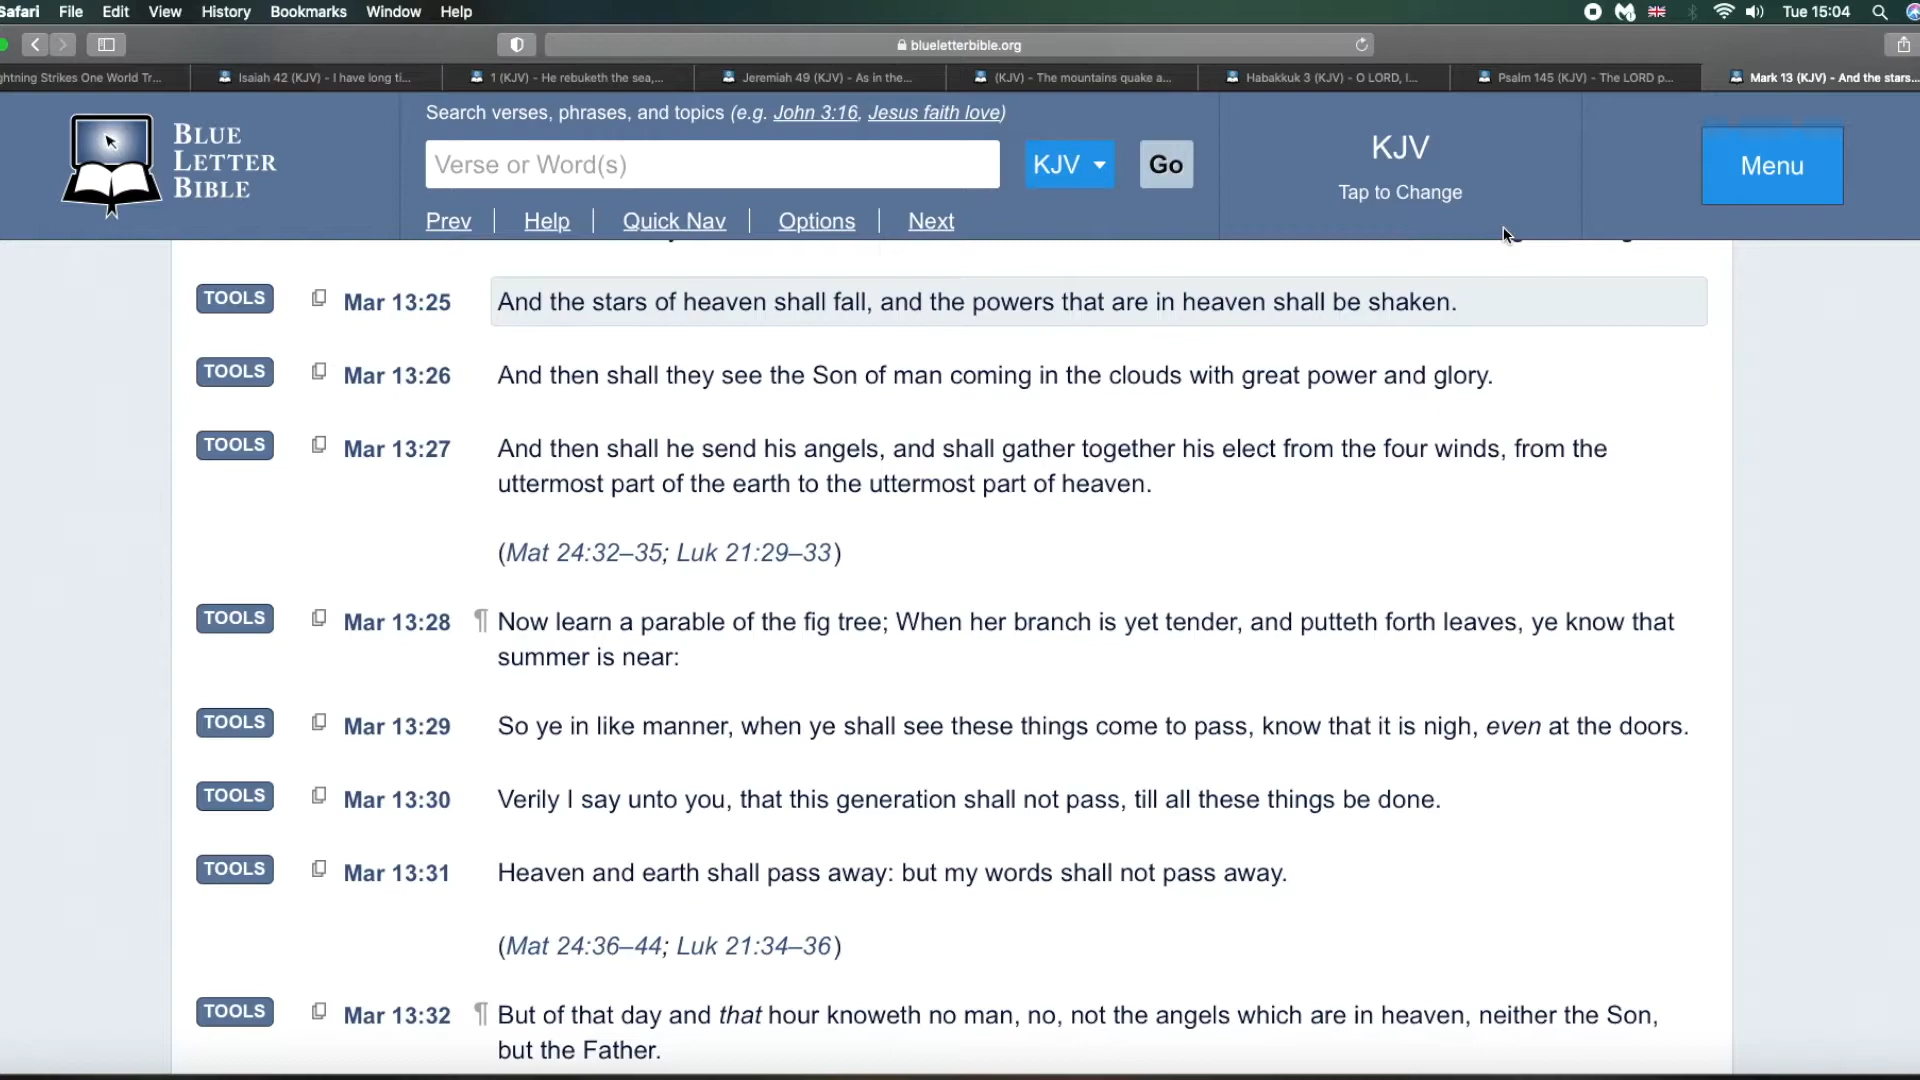 Safari File Edit View History Bookmarks Window Help Tue 15:04
blueletterbible.org
ghtning Strikes One World Tr... Isaiah 42 (KJV) - I have long ti... 1 (KJV) - He rebuketh the sea,... Jeremiah 49 (KJV) - As in the... (KJV) - The mountains quake a... Habakkuk 3 (KJV) - O LORD, I... Psalm 145 (KJV) - The LORD p... Mark 13 (KJV) - And the stars...
BLUE
LETTER
BIBLE
Search verses, phrases, and topics (e.g. John 3:16, Jesus faith love)
Verse or Word(s) KJV Go
Prev Help Quick Nav Options Next
KJV
Tap to Change
Menu
TOOLS Mar 13:25 And the stars of heaven shall fall, and the powers that are in heaven shall be shaken.
TOOLS Mar 13:26 And then shall they see the Son of man coming in the clouds with great power and glory.
TOOLS Mar 13:27 And then shall he send his angels, and shall gather together his elect from the four winds, from the
uttermost part of the earth to the uttermost part of heaven.
(Mat 24:32–35; Luk 21:29–33)
TOOLS Mar 13:28 ¶ Now learn a parable of the fig tree; When her branch is yet tender, and putteth forth leaves, ye know that
summer is near:
TOOLS Mar 13:29 So ye in like manner, when ye shall see these things come to pass, know that it is nigh, even at the doors.
TOOLS Mar 13:30 Verily I say unto you, that this generation shall not pass, till all these things be done.
TOOLS Mar 13:31 Heaven and earth shall pass away: but my words shall not pass away.
(Mat 24:36–44; Luk 21:34–36)
TOOLS Mar 13:32 ¶ But of that day and that hour knoweth no man, no, not the angels which are in heaven, neither the Son,
but the Father.